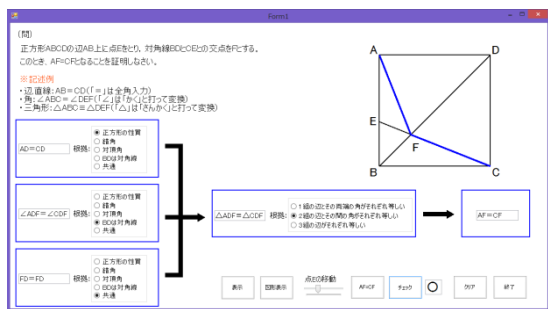 Form1
(問)
正方形ABCDの辺AB上に点Eをとり、対角線BDとCEとの交点をFとする。
このとき、AF=CFとなることを証明しなさい。
※記述例
・辺,直線:AB=CD(「=」は全角入力)
・角:∠ABC=∠DEF(「∠」は「かく」と打って変換)
・三角形:△ABC≡△DEF(「△」は「さんかく」と打って変換)
A
D
E
F
B
C
AD=CD 根拠:
正方形の性質
錯角
対頂角
BDは対角線
共通
∠ADF=∠CDF 根拠:
正方形の性質
錯角
対頂角
BDは対角線
共通
FD=FD 根拠:
正方形の性質
錯角
対頂角
BDは対角線
共通
△ADF≡△CDF 根拠:
1組の辺とその両端の角がそれぞれ等しい
2組の辺とその間の角がそれぞれ等しい
3組の辺がそれぞれ等しい
AF=CF
表示
図形表示
点Eの移動
AF=CF
チェック
クリア
終了